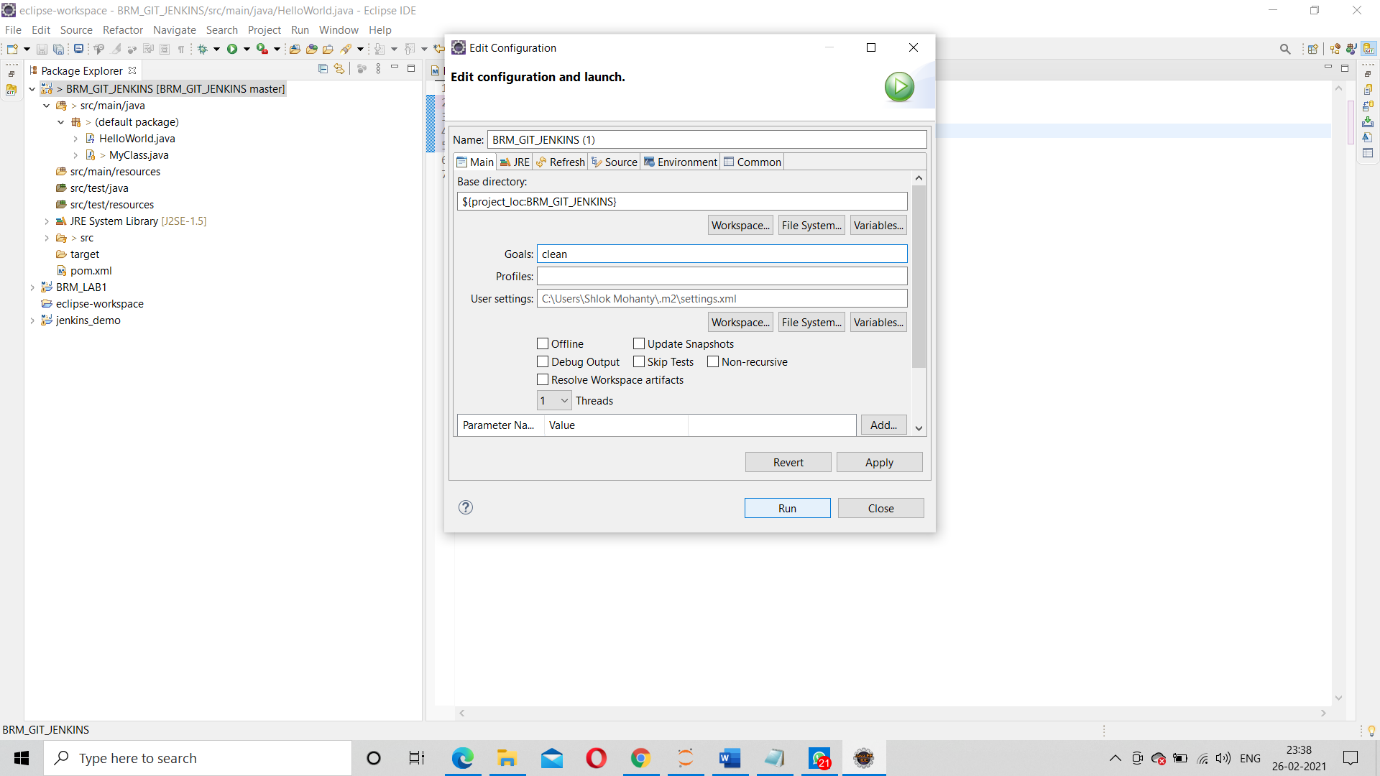 eclipse-workspace - BRM_GIT_JENKINS/src/main/java/HelloWorld.java - Eclipse IDE
File Edit Source Refactor Navigate Search Project Run Window Help
Package Explorer
> BRM_GIT_JENKINS [BRM_GIT_JENKINS master]
> src/main/java
> (default package)
HelloWorld.java
> MyClass.java
src/main/resources
src/test/java
src/test/resources
JRE System Library [J2SE-1.5]
> src
target
pom.xml
BRM_LAB1
eclipse-workspace
jenkins_demo
Edit Configuration
Edit configuration and launch.
Name: BRM_GIT_JENKINS (1)
Main JRE Refresh Source Environment Common
Base directory:
${project_loc:BRM_GIT_JENKINS}
Workspace... File System... Variables...
Goals: clean
Profiles:
User settings: C:\Users\Shlok Mohanty\.m2\settings.xml
Workspace... File System... Variables...
Offline Update Snapshots
Debug Output Skip Tests Non-recursive
Resolve Workspace artifacts
1 Threads
Parameter Na... Value Add...
Revert Apply
Run Close
BRM_GIT_JENKINS
Type here to search
21
ENG
23:38
26-02-2021